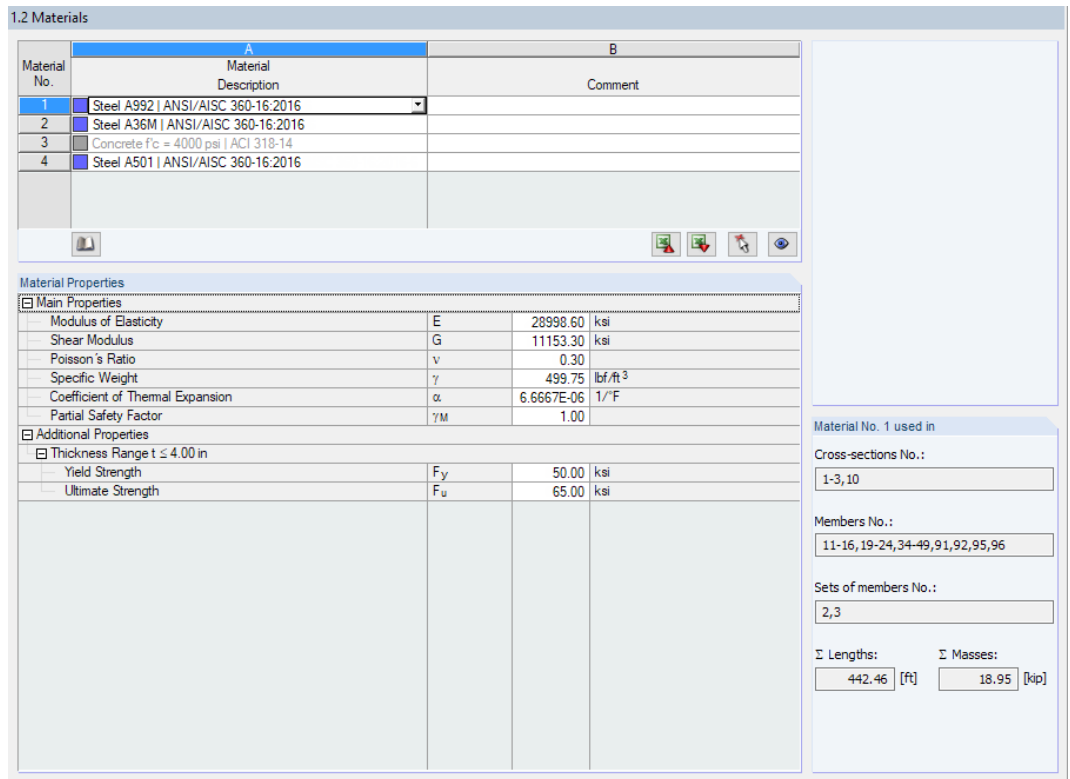 1.2 Materials
A B
Material Material
No. Description Comment
1 Steel A992 | ANSI/AISC 360-16:2016
2 Steel A36M | ANSI/AISC 360-16:2016
3 Concrete f'c = 4000 psi | ACI 318-14
4 Steel A501 | ANSI/AISC 360-16:2016
Material Properties
Main Properties
Modulus of Elasticity E 28998.60 ksi
Shear Modulus G 11153.30 ksi
Poisson´s Ratio ν 0.30
Specific Weight γ 499.75 lbf/ft 3
Coefficient of Thermal Expansion α 6.6667E-06 1/°F
Partial Safety Factor γM 1.00
Additional Properties
Thickness Range t ≤ 4.00 in
Yield Strength Fy 50.00 ksi
Ultimate Strength Fu 65.00 ksi
Material No. 1 used in
Cross-sections No.:
1-3,10
Members No.:
11-16,19-24,34-49,91,92,95,96
Sets of members No.:
2,3
Σ Lengths: Σ Masses:
442.46 [ft] 18.95 [kip]